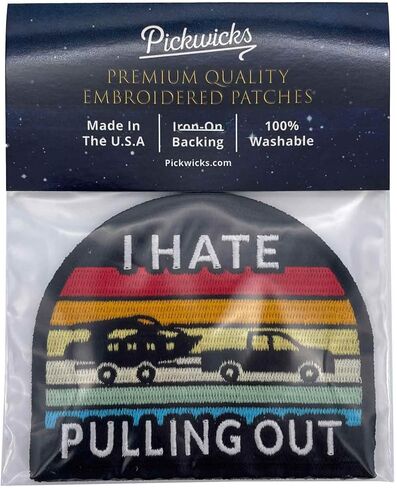 Pickwicks
PREMIUM QUALITY
EMBROIDERED PATCHES
Made In
The U.S.A
Iron-On
Backing
100%
Washable
Pickwicks.com
I HATE
PULLING OUT